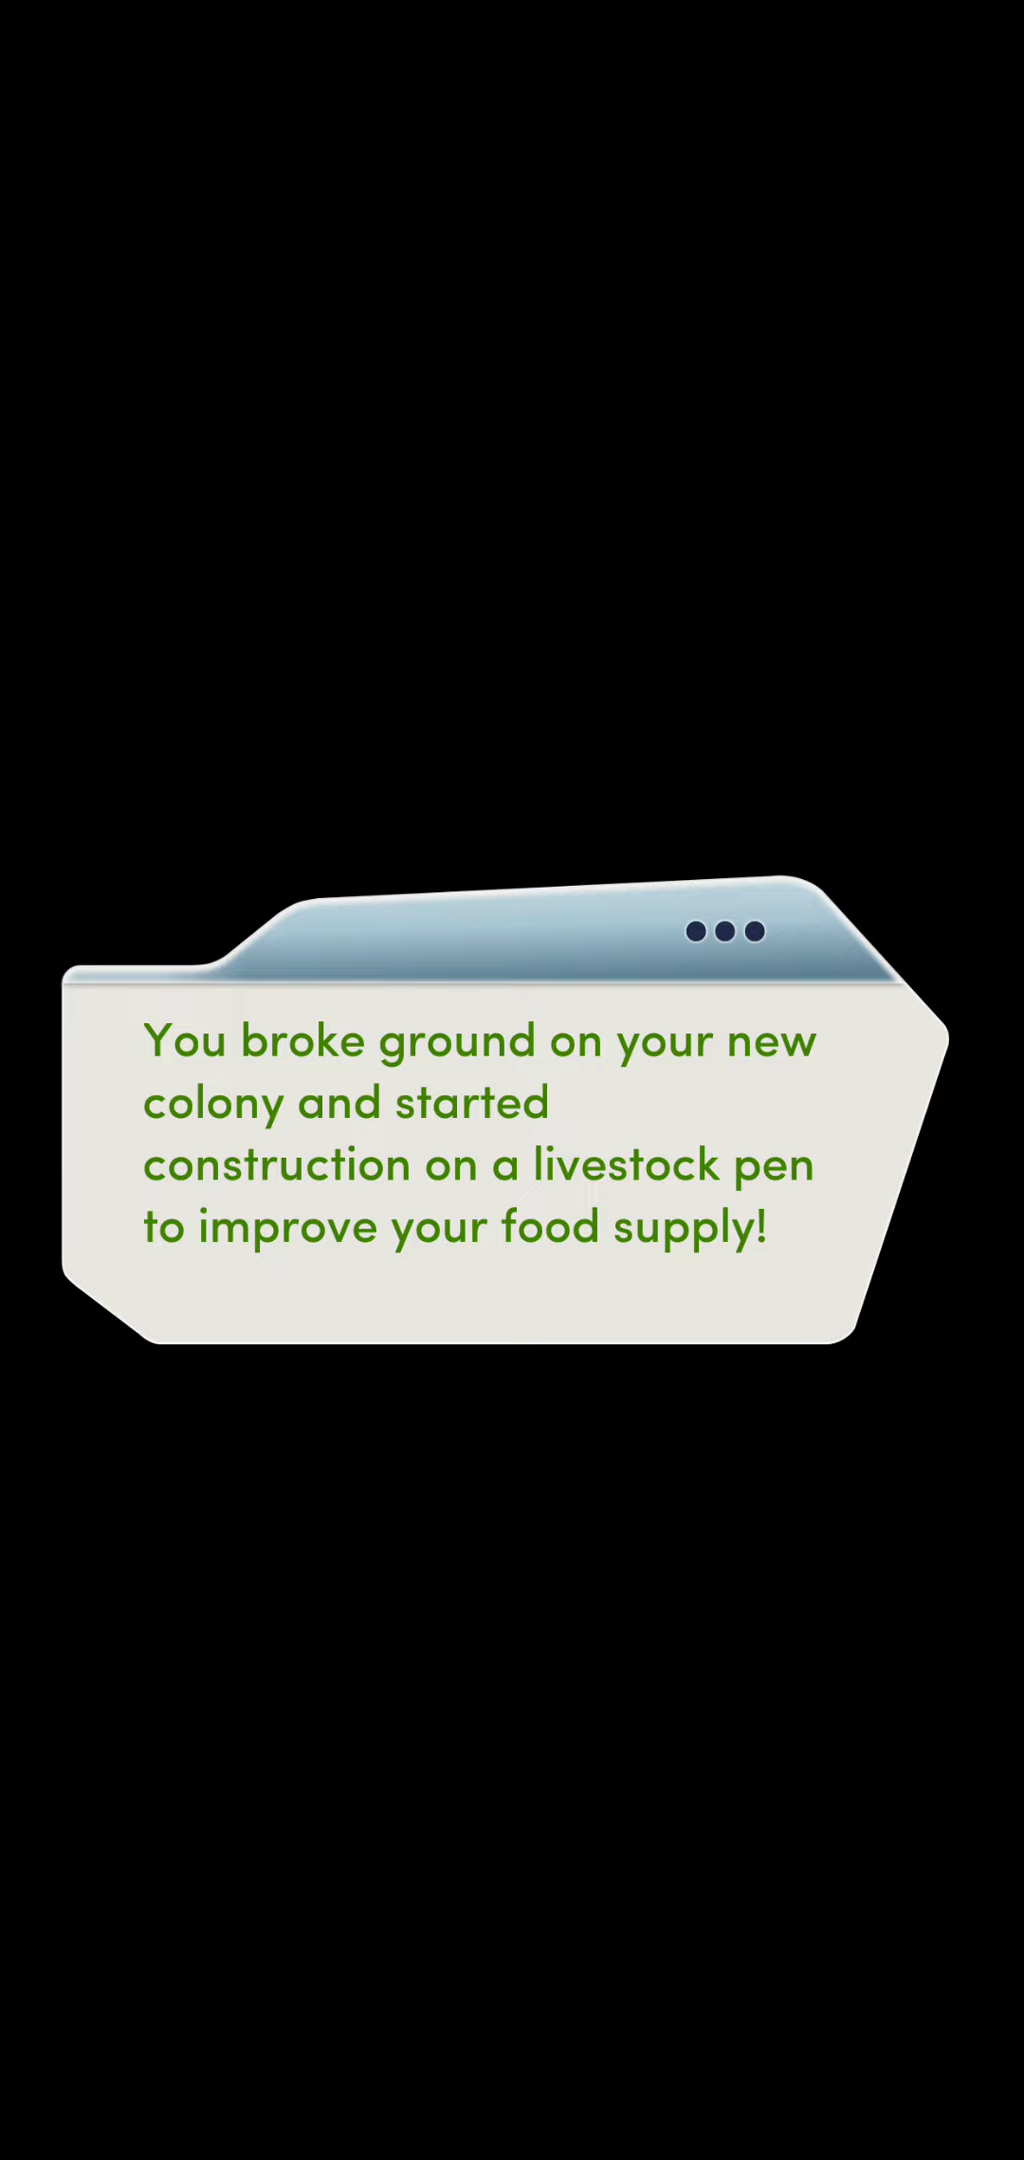 You broke ground on your new
colony and started
construction on a livestock pen
to improve your food supply!